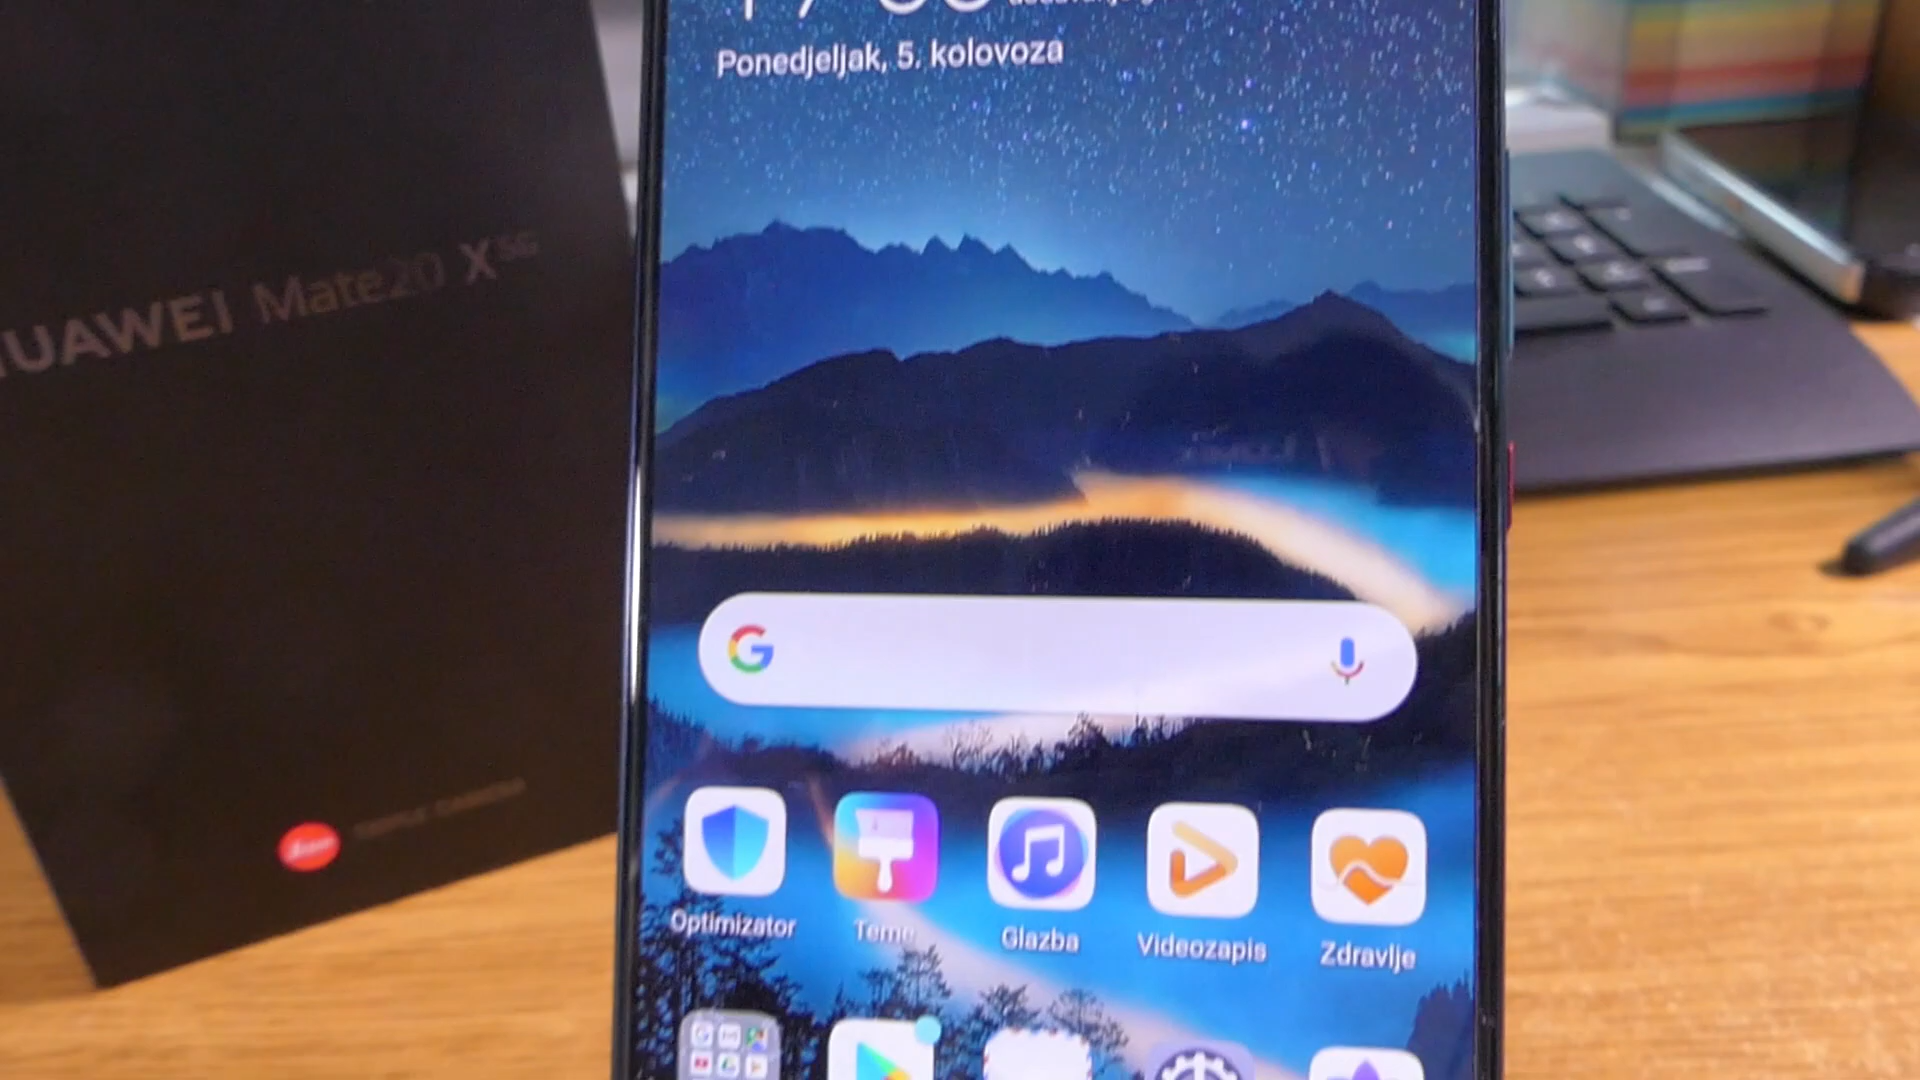 Ponedjeljak, 5. kolovoza
HUAWEI Mate20 X 5G
Optimizator
Teme
Glazba
Videozapis
Zdravlje